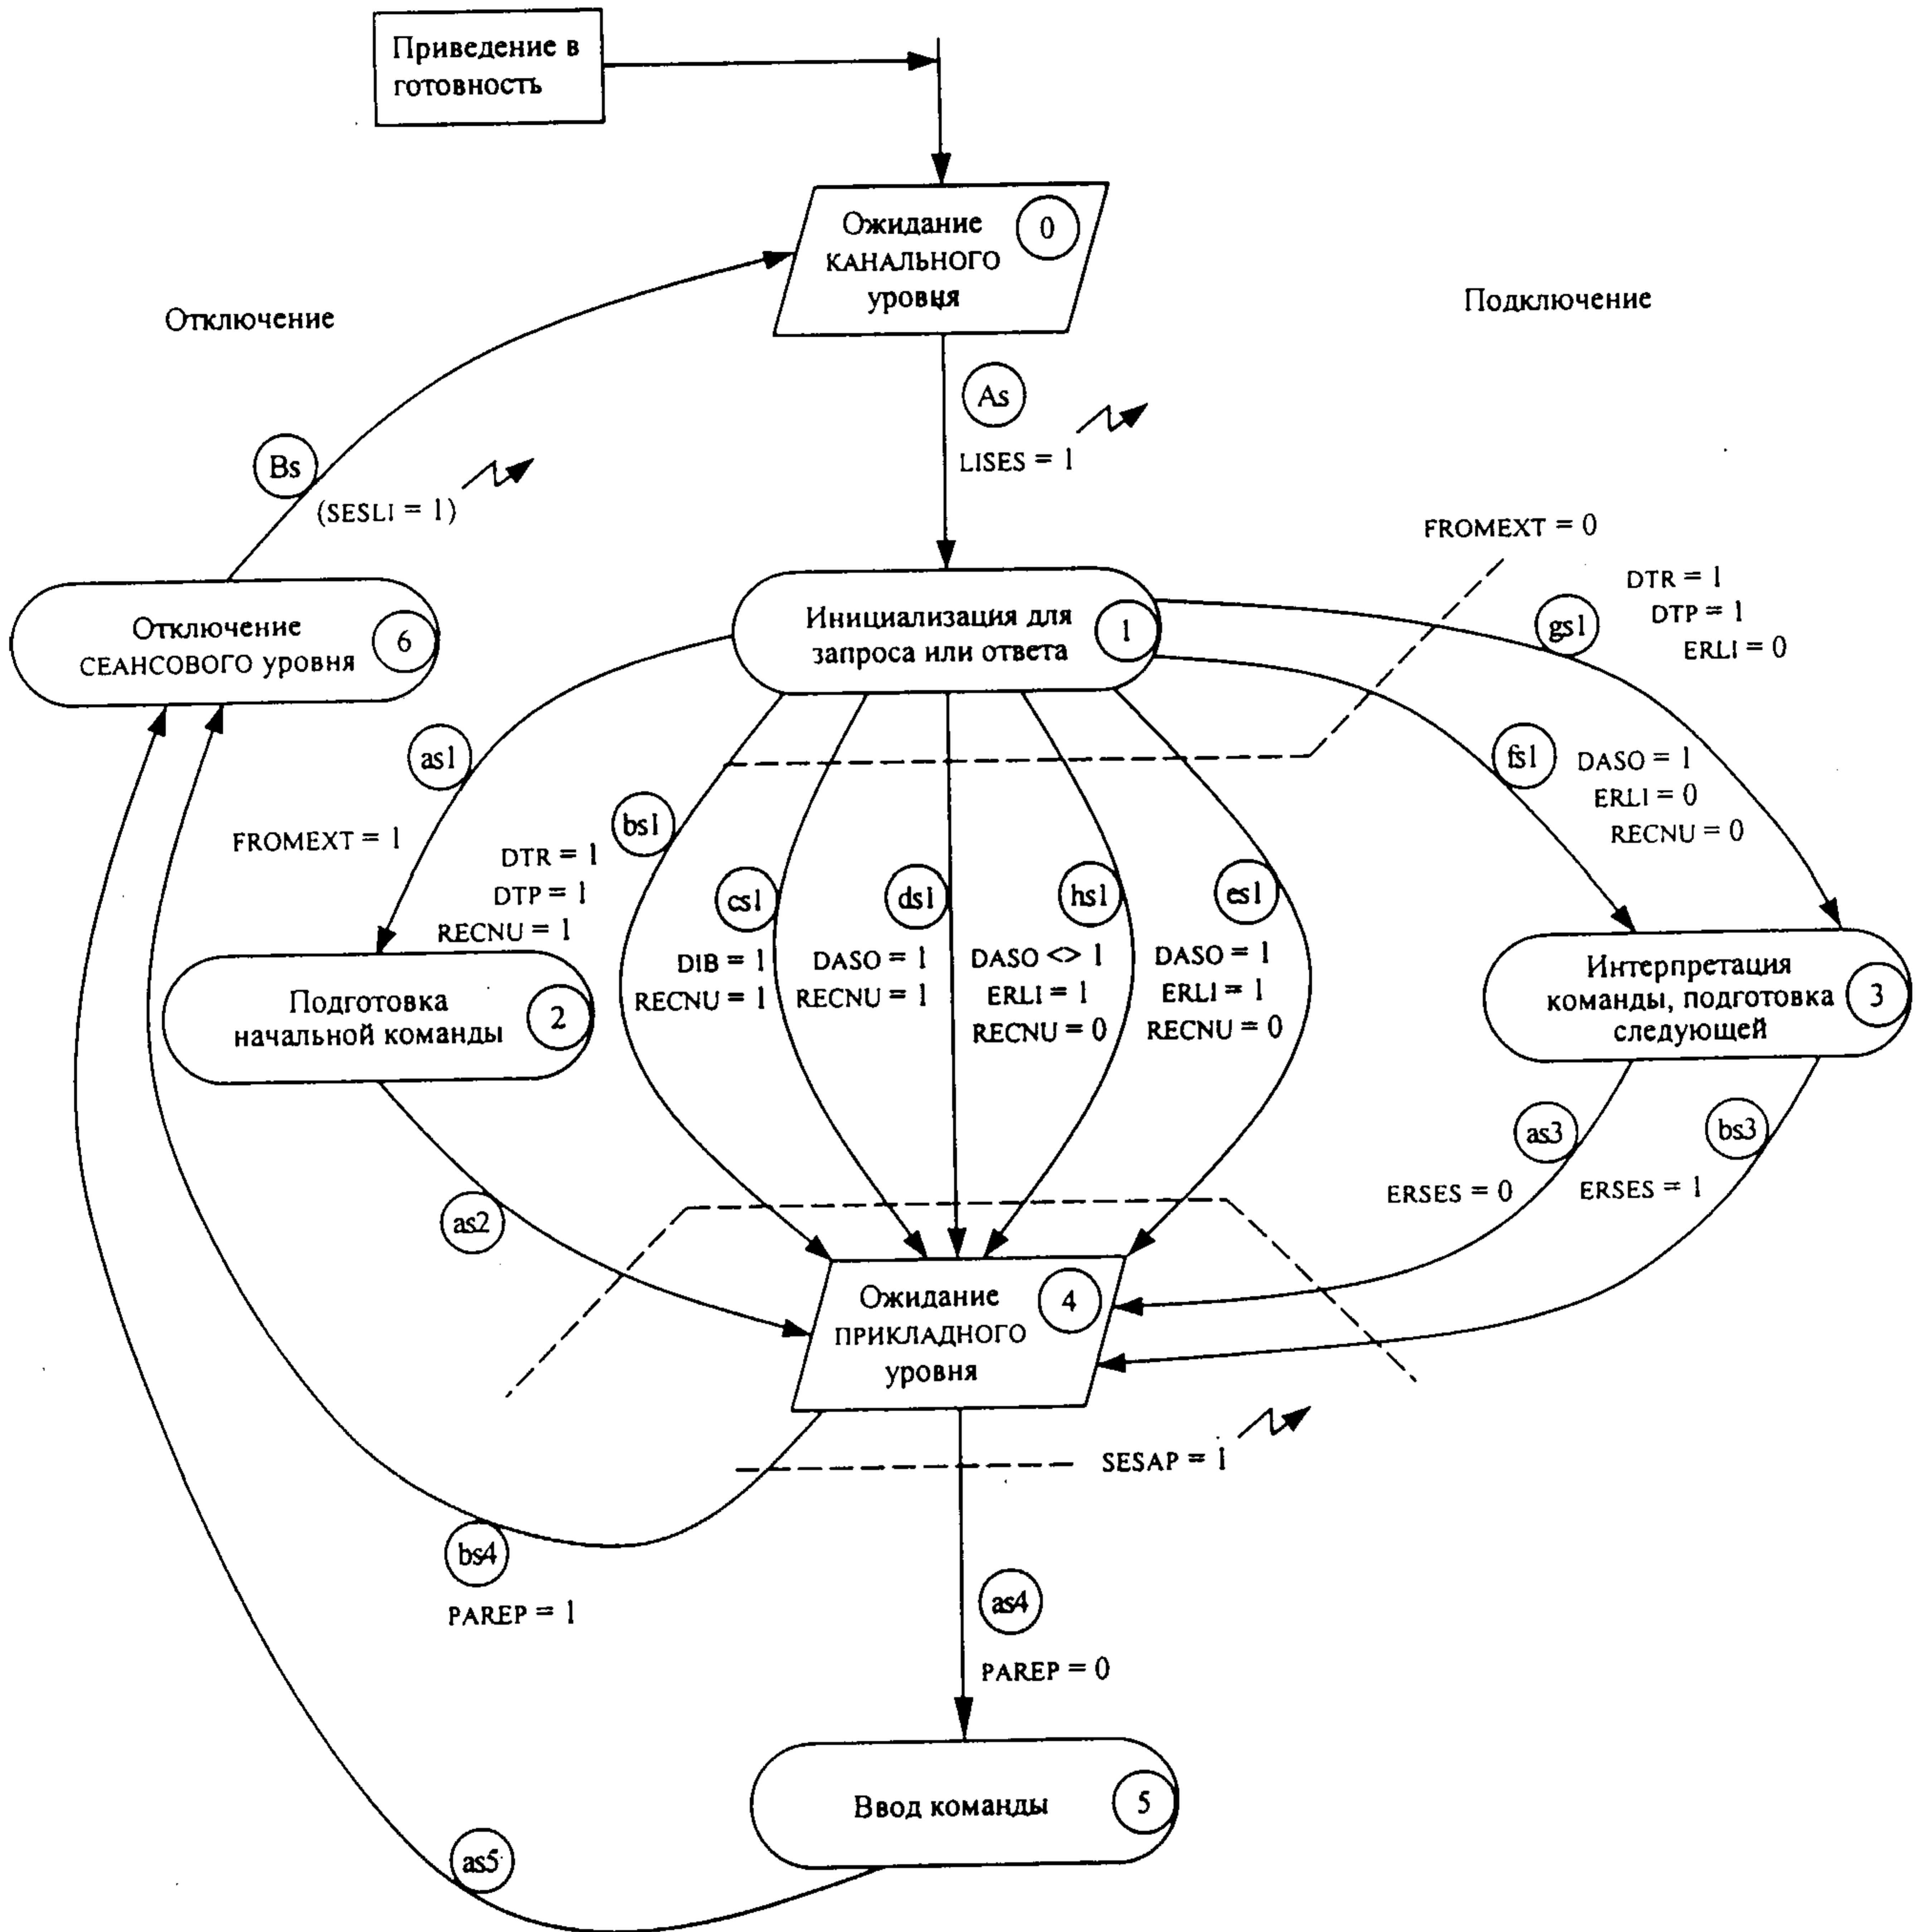 Приведение в
готовность
Ожидание
КАНАЛЬНОГО
уровня
0
Отключение
Подключение
As
LISES = 1
Bs
(SESLI = 1)
FROMEXT = 0
DTR = 1
DTP = 1
ERLI = 0
gs1
Отключение
СЕАНСОВОГО уровня
6
Инициализация для
запроса или ответа
1
as1
FROMEXT = 1
fs1
DASO = 1
ERLI = 0
RECNU = 0
bs1
DTR = 1
DTP = 1
RECNU = 1
cs1
DIB = 1
RECNU = 1
ds1
DASO = 1
RECNU = 1
hs1
DASO <> 1
ERLI = 1
RECNU = 0
es1
DASO = 1
ERLI = 1
RECNU = 0
Подготовка
начальной команды
2
Интерпретация
команды, подготовка
следующей
3
as3
ERSES = 0
bs3
ERSES = 1
as2
Ожидание
ПРИКЛАДНОГО
уровня
4
SESAP = 1
bs4
PAREP = 1
as4
PAREP = 0
Ввод команды
5
as5